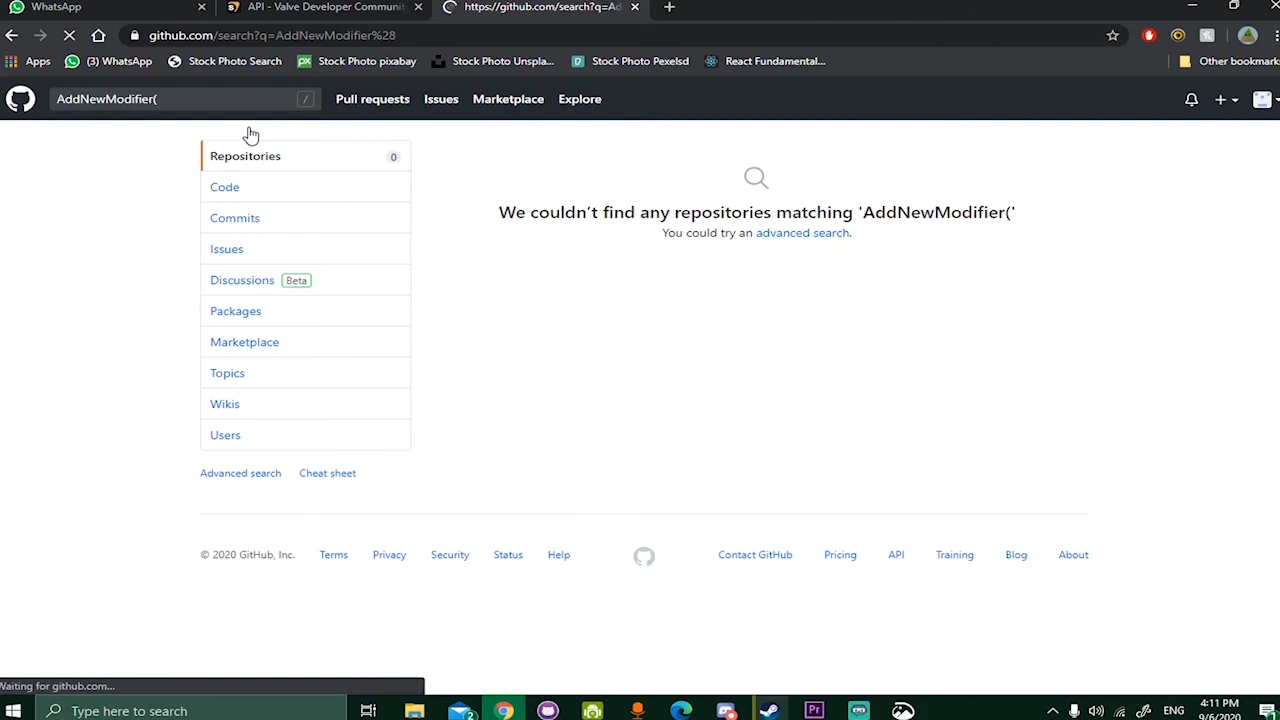 WhatsApp
API - Valve Developer Communit
https://github.com/search?q=Ad
github.com/search?q=AddNewModifier%28
Apps
(3) WhatsApp
Stock Photo Search
Stock Photo pixabay
Stock Photo Unspla...
Stock Photo Pexelsd
React Fundamental...
Other bookmarks
AddNewModifier(
/
Pull requests
Issues
Marketplace
Explore
Repositories
0
Code
Commits
Issues
Discussions Beta
Packages
Marketplace
Topics
Wikis
Users
Advanced search
Cheat sheet
We couldn't find any repositories matching 'AddNewModifier('
You could try an advanced search.
© 2020 GitHub, Inc.
Terms
Privacy
Security
Status
Help
Contact GitHub
Pricing
API
Training
Blog
About
Waiting for github.com...
Type here to search
2
ENG
4:11 PM
9/6/2020